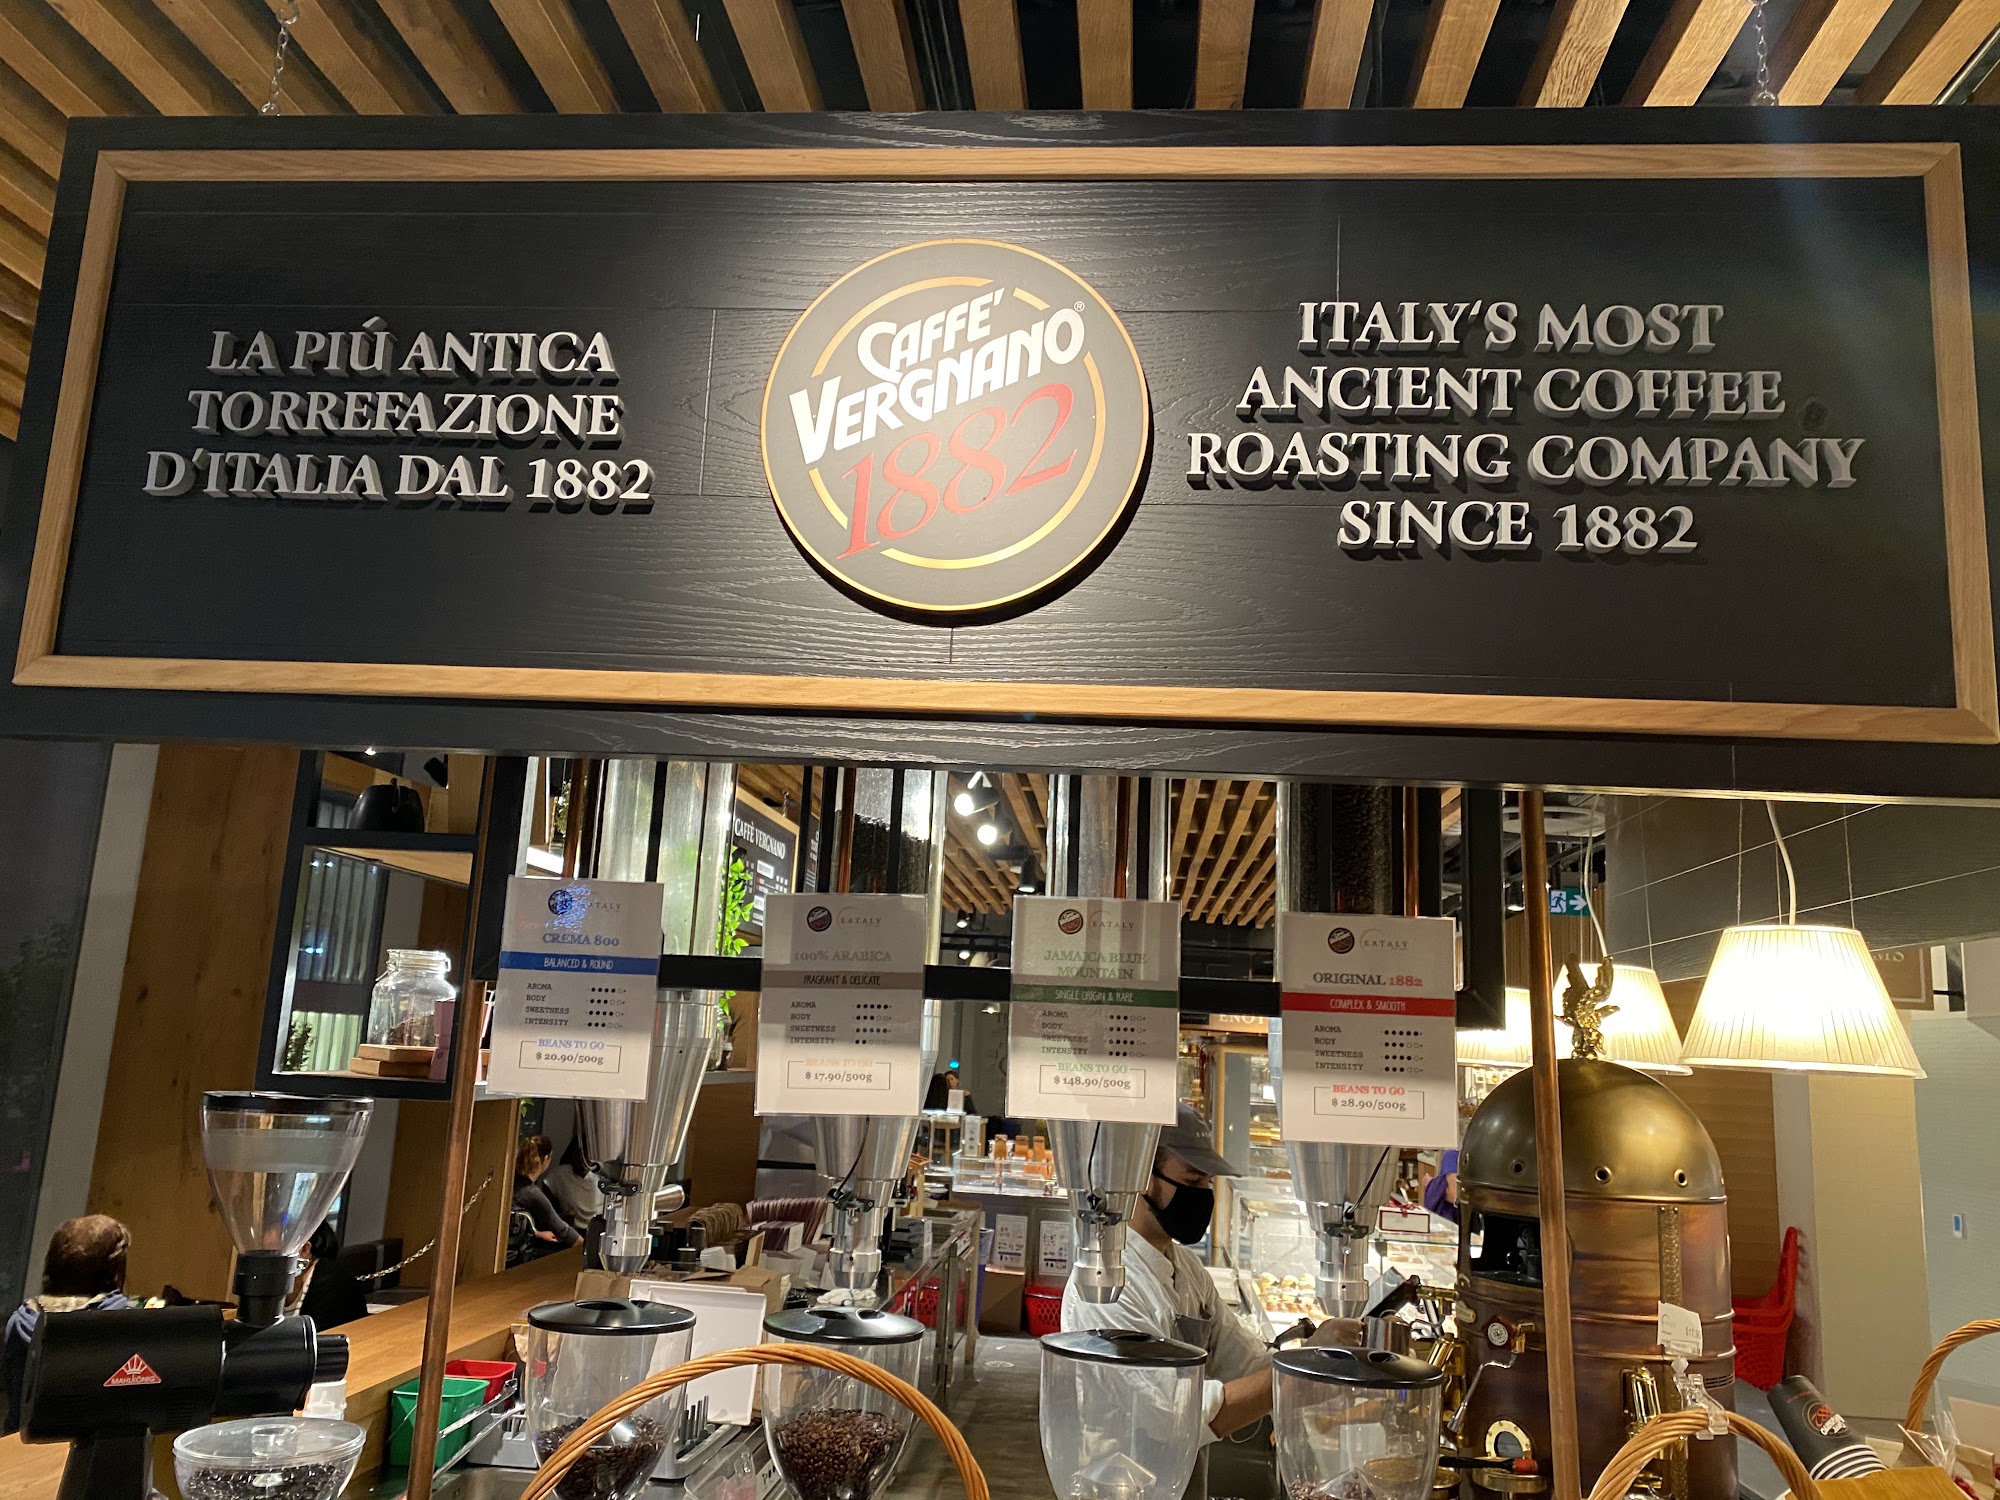 LA PIÚ ANTICA
TORREFAZIONE
D'ITALIA DAL 1882
CAFFE'
VERGNANO®
1882
ITALY‘S MOST
ANCIENT COFFEE
ROASTING COMPANY
SINCE 1882
CAFFÈ VERGNANO
EATALY
CREMA 800
BALANCED & ROUND
AROMA
BODY
SWEETNESS
INTENSITY
BEANS TO GO
$ 20.90/500g
EATALY
100% ARABICA
FRAGRANT & DELICATE
AROMA
BODY
SWEETNESS
INTENSITY
BEANS TO GO
$ 17.90/500g
EATALY
JAMAICA BLUE
MOUNTAIN
SINGLE ORIGIN & RARE
AROMA
BODY
SWEETNESS
INTENSITY
BEANS TO GO
$ 148.90/500g
EATALY
ORIGINAL 1882
COMPLEX & SMOOTH
AROMA
BODY
SWEETNESS
INTENSITY
BEANS TO GO
$ 28.90/500g
MAHLKÖNIG